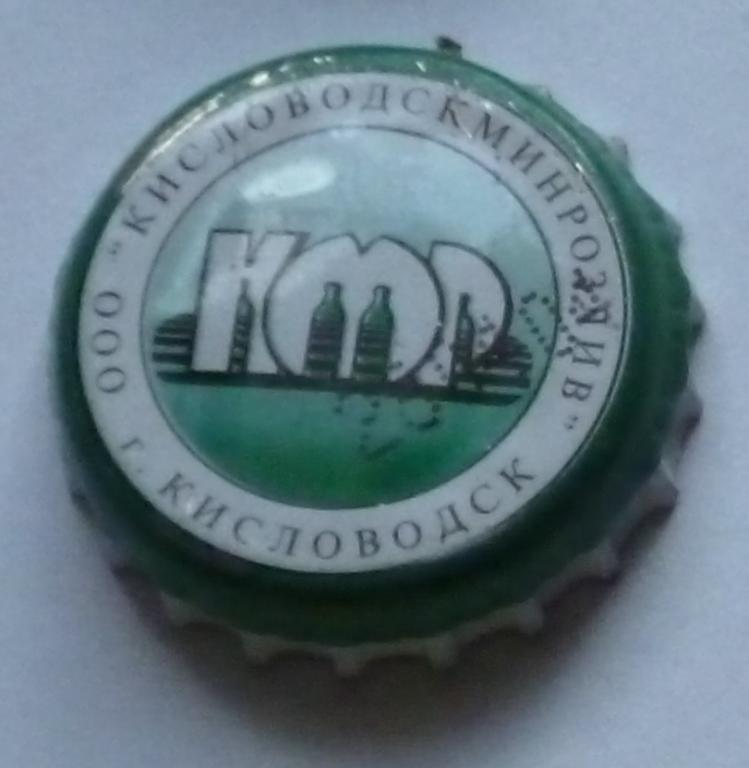 ООО "КИСЛОВОДСКМИНРОЗЛИВ"
КМР
г. КИСЛОВОДСК